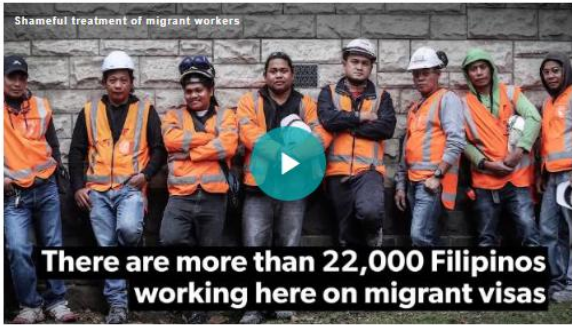 Shameful treatment of migrant workers
There are more than 22,000 Filipinos
working here on migrant visas